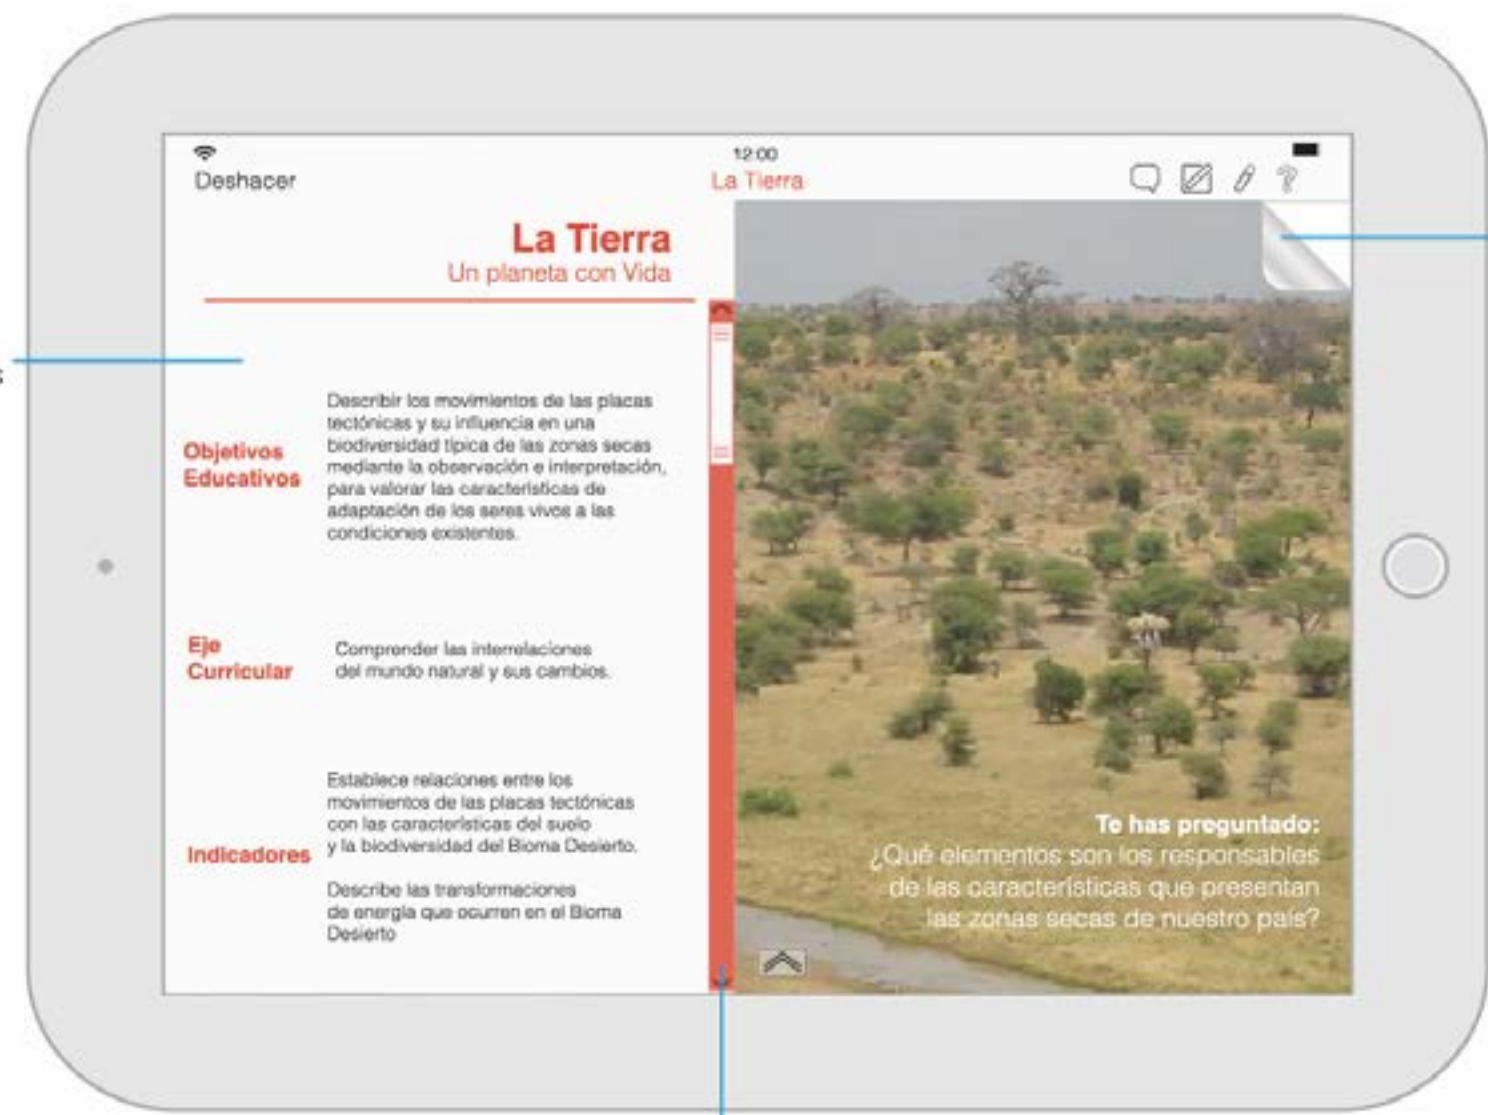 12:00
Deshacer
La Tierra
La Tierra
Un planeta con Vida
Objetivos
Educativos
Describir los movimientos de las placas
tectónicas y su influencia en una
biodiversidad típica de las zonas secas
mediante la observación e interpretación,
para valorar las características de
adaptación de los seres vivos a las
condiciones existentes.
Eje
Curricular
Comprender las interrelaciones
del mundo natural y sus cambios.
Indicadores
Establece relaciones entre los
movimientos de las placas tectónicas
con las características del suelo
y la biodiversidad del Bioma Desierto.
Describe las transformaciones
de energía que ocurren en el Bioma
Desierto
Te has preguntado:
¿Qué elementos son los responsables
de las características que presentan
las zonas secas de nuestro país?